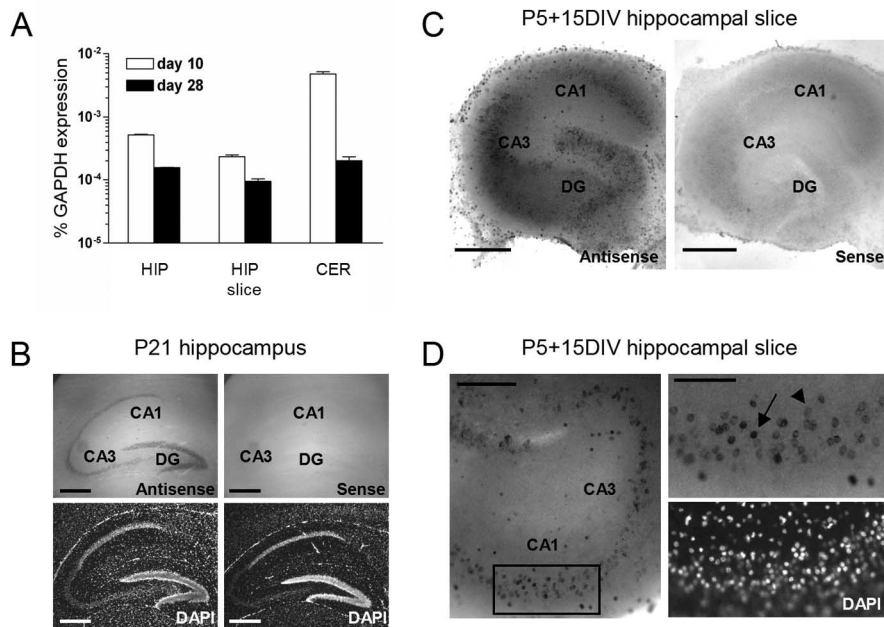 A
% GAPDH expression
10-2
10-3
10-4
10-5
day 10
day 28
HIP
HIP
slice
CER
B
P21 hippocampus
CA1
CA3
DG
Antisense
CA1
CA3
DG
Sense
DAPI
DAPI
C
P5+15DIV hippocampal slice
CA1
CA3
DG
Antisense
CA1
CA3
DG
Sense
D
P5+15DIV hippocampal slice
CA3
CA1
DAPI